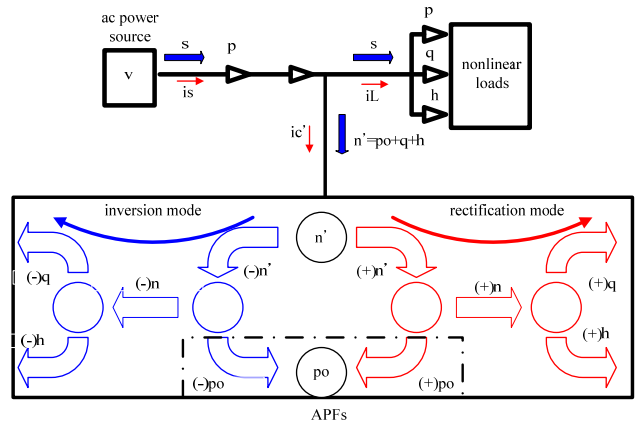 ac power
source
v
s
is
p
s
iL
p
q
h
nonlinear
loads
ic'
n'=po+q+h
inversion mode
n'
rectification mode
(-)q
(-)n
(-)n'
(+)n'
(+)n
(+)q
(-)h
(-)po
po
(+)po
(+)h
APFs